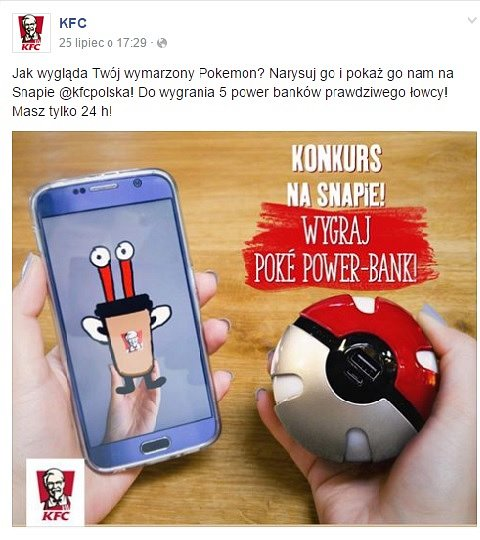 KFC
KFC
25 lipiec o 17:29 ·
Jak wygląda Twój wymarzony Pokemon? Narysuj go i pokaż go nam na
Snapie @kfcpolska! Do wygrania 5 power banków prawdziwego łowcy!
Masz tylko 24 h!
KONKURS
NA SNAPIE!
WYGRAJ
POKÉ POWER-BANK!
KFC
KFC